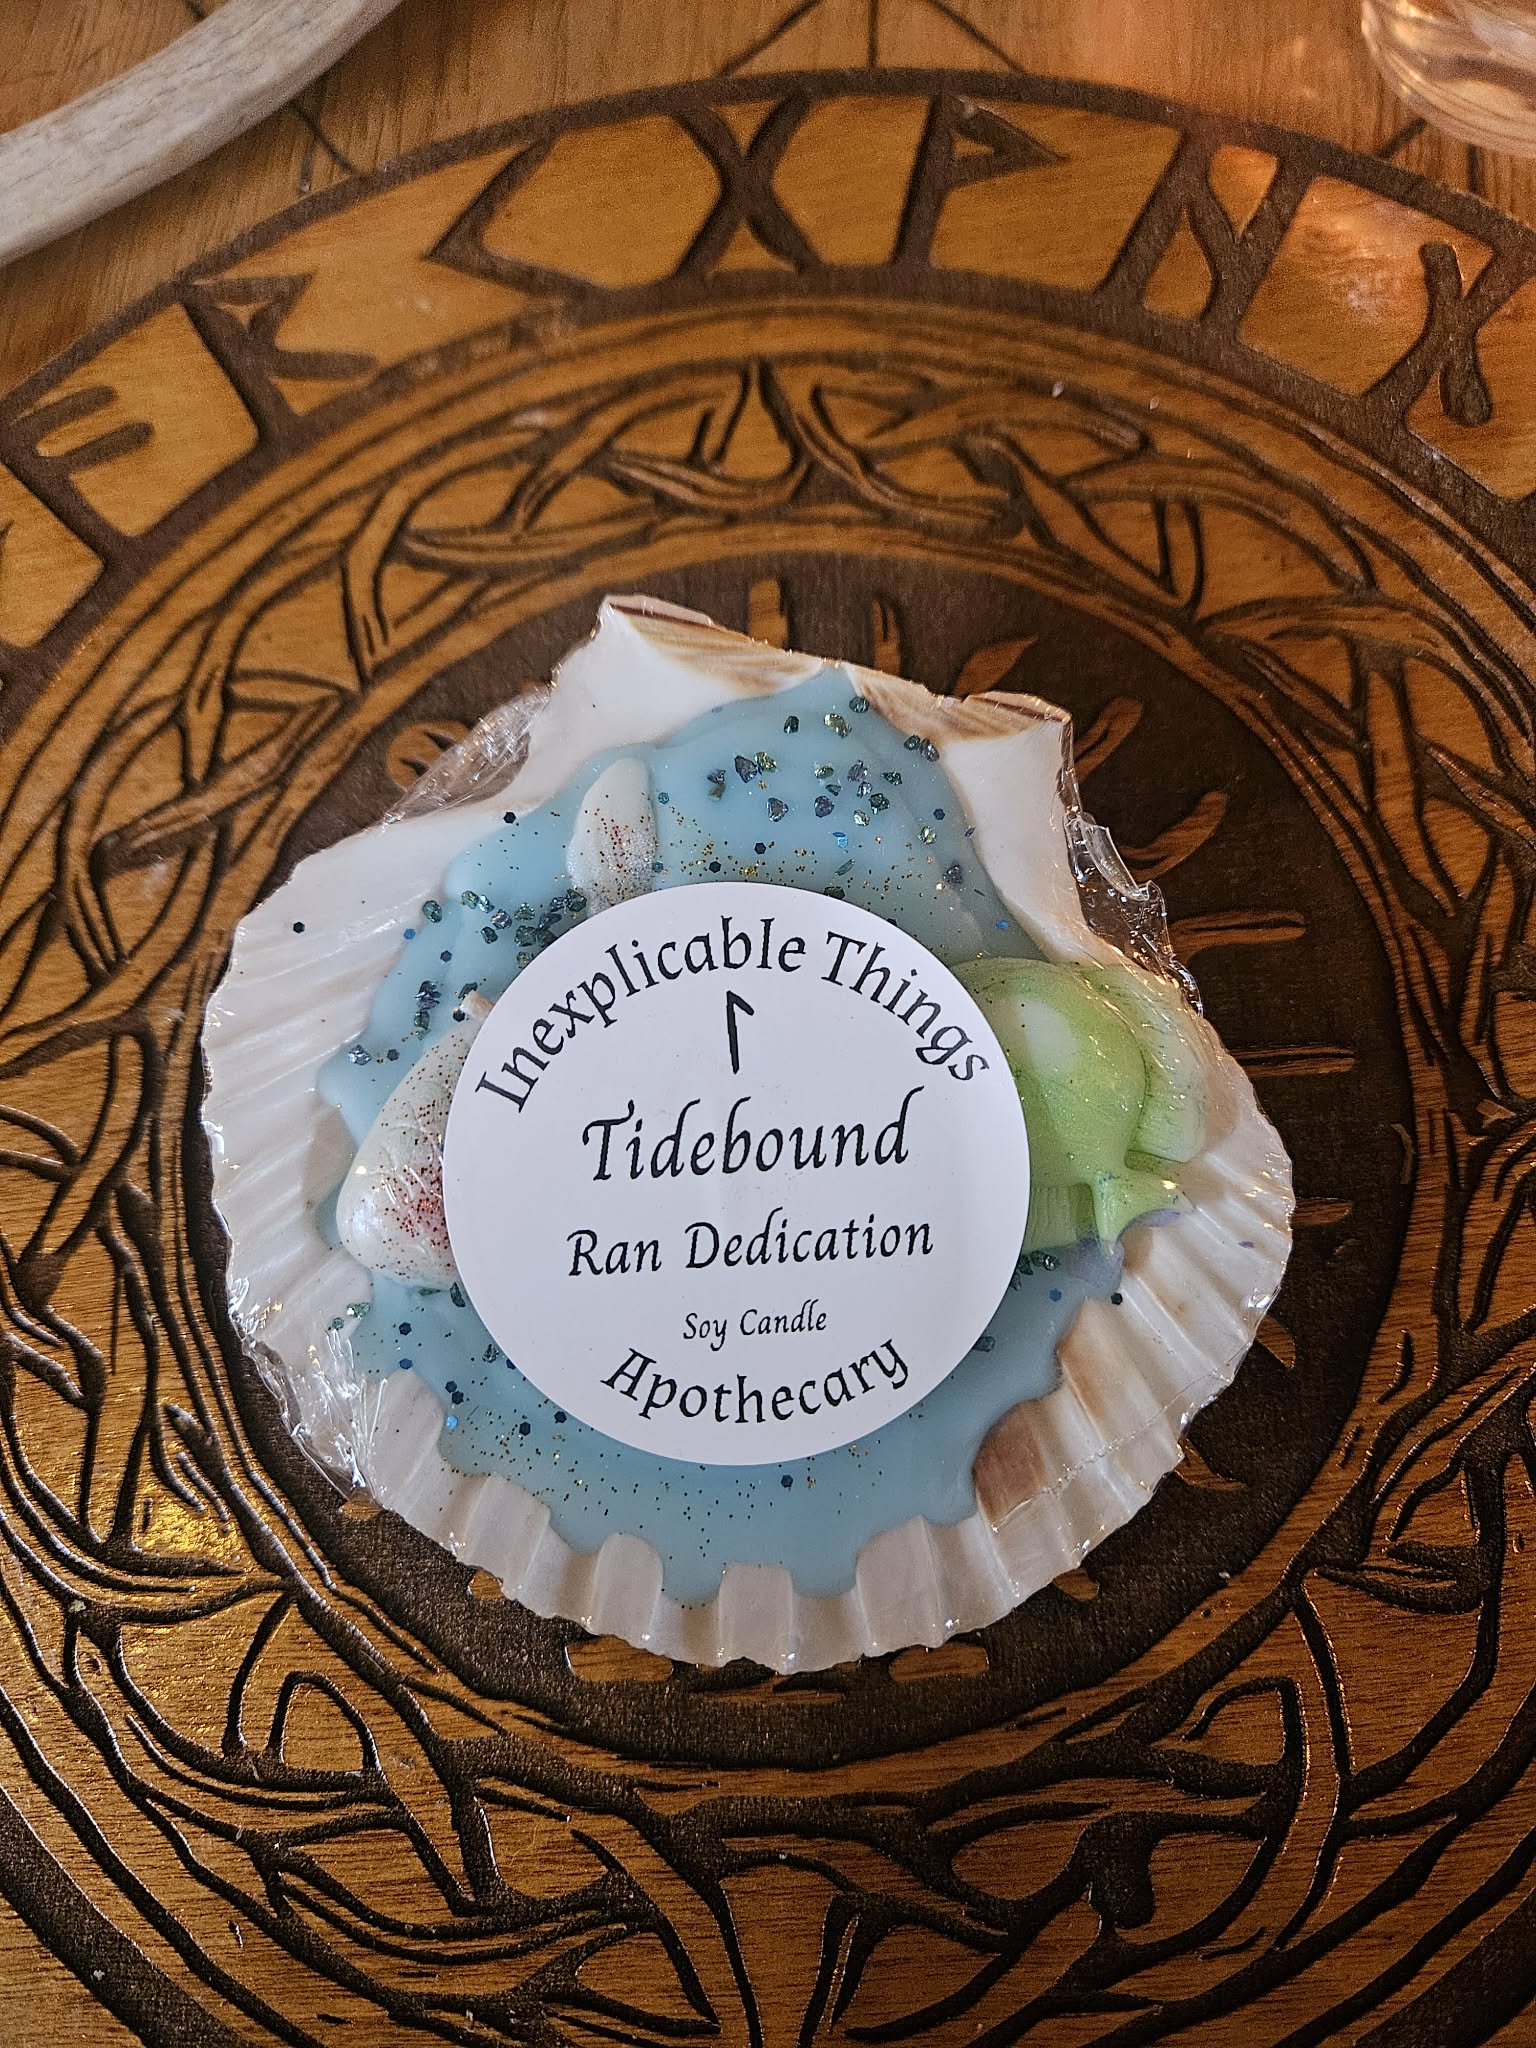 ᚨ ᚱ ᚲ ᚷ ᚹ ᚺ ᚾ
Inexplicable Things
ᛚ
Tidebound
Ran Dedication
Soy Candle
Apothecary